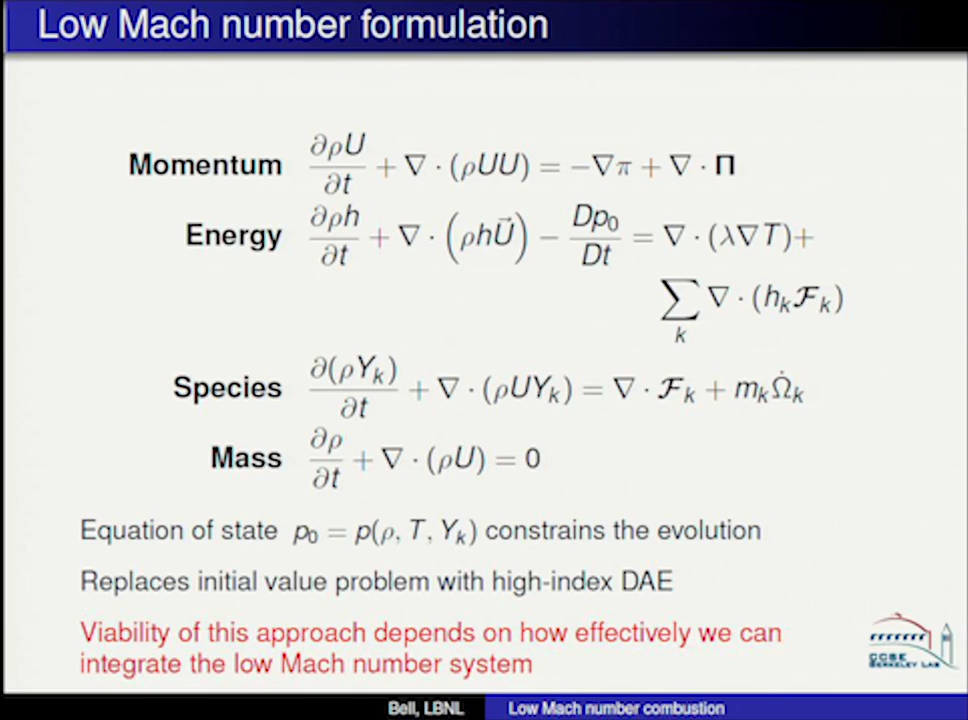 Low Mach number formulation
Momentum ∂ρU/∂t + ∇ · (ρUU) = −∇π + ∇ · Π
Energy ∂ρh/∂t + ∇ · (ρhU⃗) − Dp₀/Dt = ∇ · (λ∇T)+
∑ₖ ∇ · (hₖ𝓕ₖ)
Species ∂(ρYₖ)/∂t + ∇ · (ρUYₖ) = ∇ · 𝓕ₖ + mₖΩ̇ₖ
Mass ∂ρ/∂t + ∇ · (ρU) = 0
Equation of state p₀ = p(ρ, T, Yₖ) constrains the evolution
Replaces initial value problem with high-index DAE
Viability of this approach depends on how effectively we can
integrate the low Mach number system
CCSE
BERKELEY LAB
Bell, LBNL Low Mach number combustion